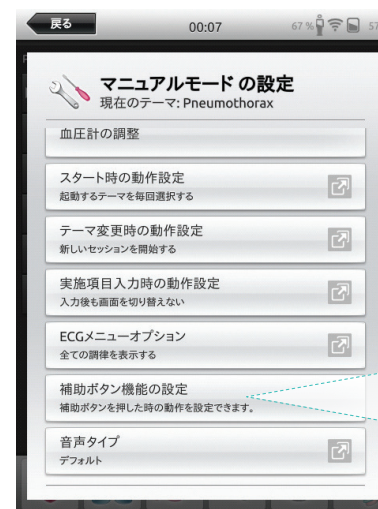 戻る 00:07 67 % 57
マニュアルモード の設定
現在のテーマ: Pneumothorax
血圧計の調整
スタート時の動作設定
起動するテーマを毎回選択する
テーマ変更時の動作設定
新しいセッションを開始する
実施項目入力時の動作設定
入力後も画面を切り替えない
ECGメニューオプション
全ての調律を表示する
補助ボタン機能の設定
補助ボタンを押した時の動作を設定できます。
音声タイプ
デフォルト